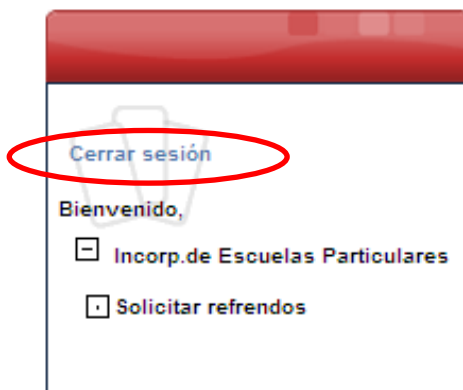 Cerrar sesión
Bienvenido,
Incorp.de Escuelas Particulares
Solicitar refrendos